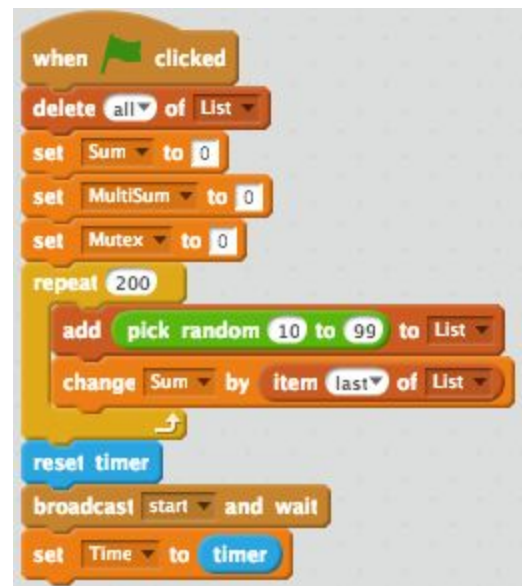 when clicked
delete all of List
set Sum to 0
set MultiSum to 0
set Mutex to 0
repeat 200
add pick random 10 to 99 to List
change Sum by item last of List
reset timer
broadcast start and wait
set Time to timer